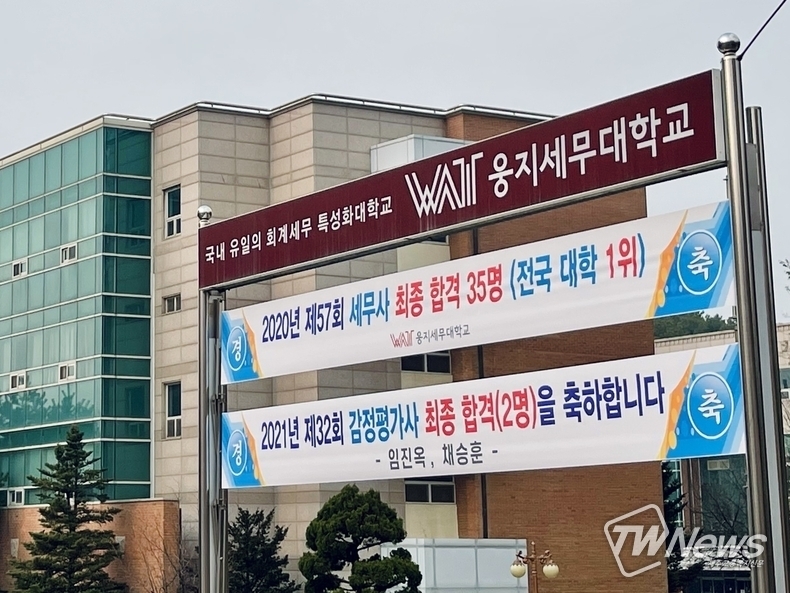 국내 유일의 회계세무 특성화대학교 WAT 웅지세무대학교
경 2020년 제57회 세무사 최종 합격 35명 (전국 대학 1위) 축
WAT 웅지세무대학교
경 2021년 제32회 감정평가사 최종 합격(2명)을 축하합니다 축
- 임진옥 , 채승훈 -
TWNews